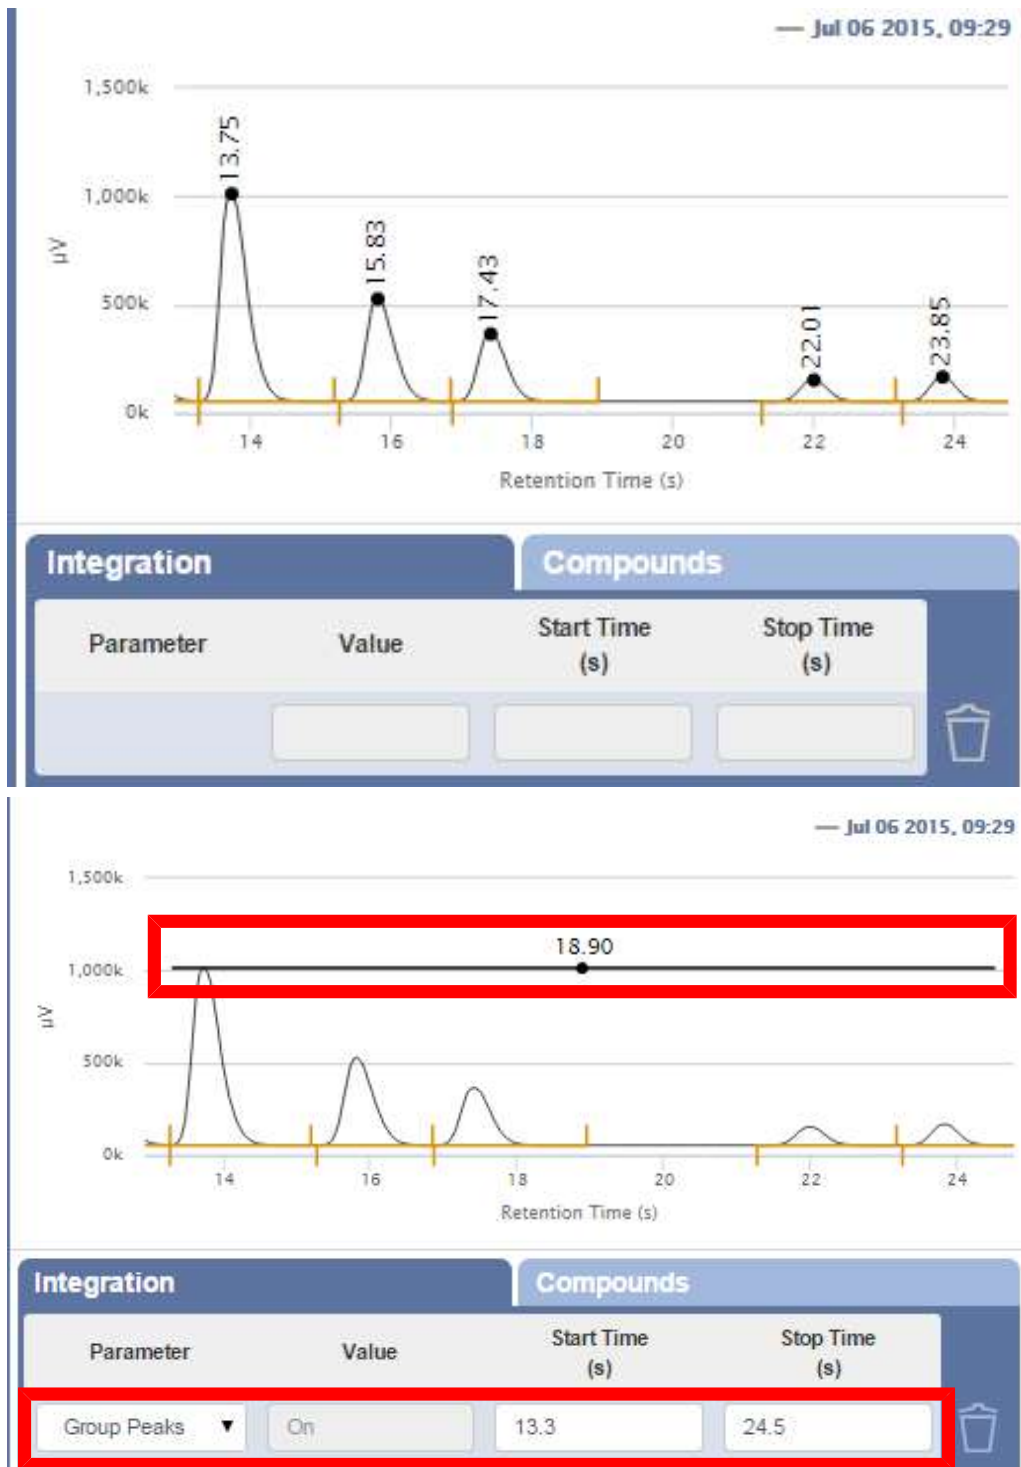 Jul 06 2015, 09:29
1,500k
13.75
1,000k
15.83
17.43
µV
500k
22.01
23.85
0k
14 16 18 20 22 24
Retention Time (s)
Integration Compounds
Parameter Value Start Time (s) Stop Time (s)
Jul 06 2015, 09:29
1,500k
18.90
1,000k
µV
500k
0k
14 16 18 20 22 24
Retention Time (s)
Integration Compounds
Parameter Value Start Time (s) Stop Time (s)
Group Peaks ▼ On 13.3 24.5